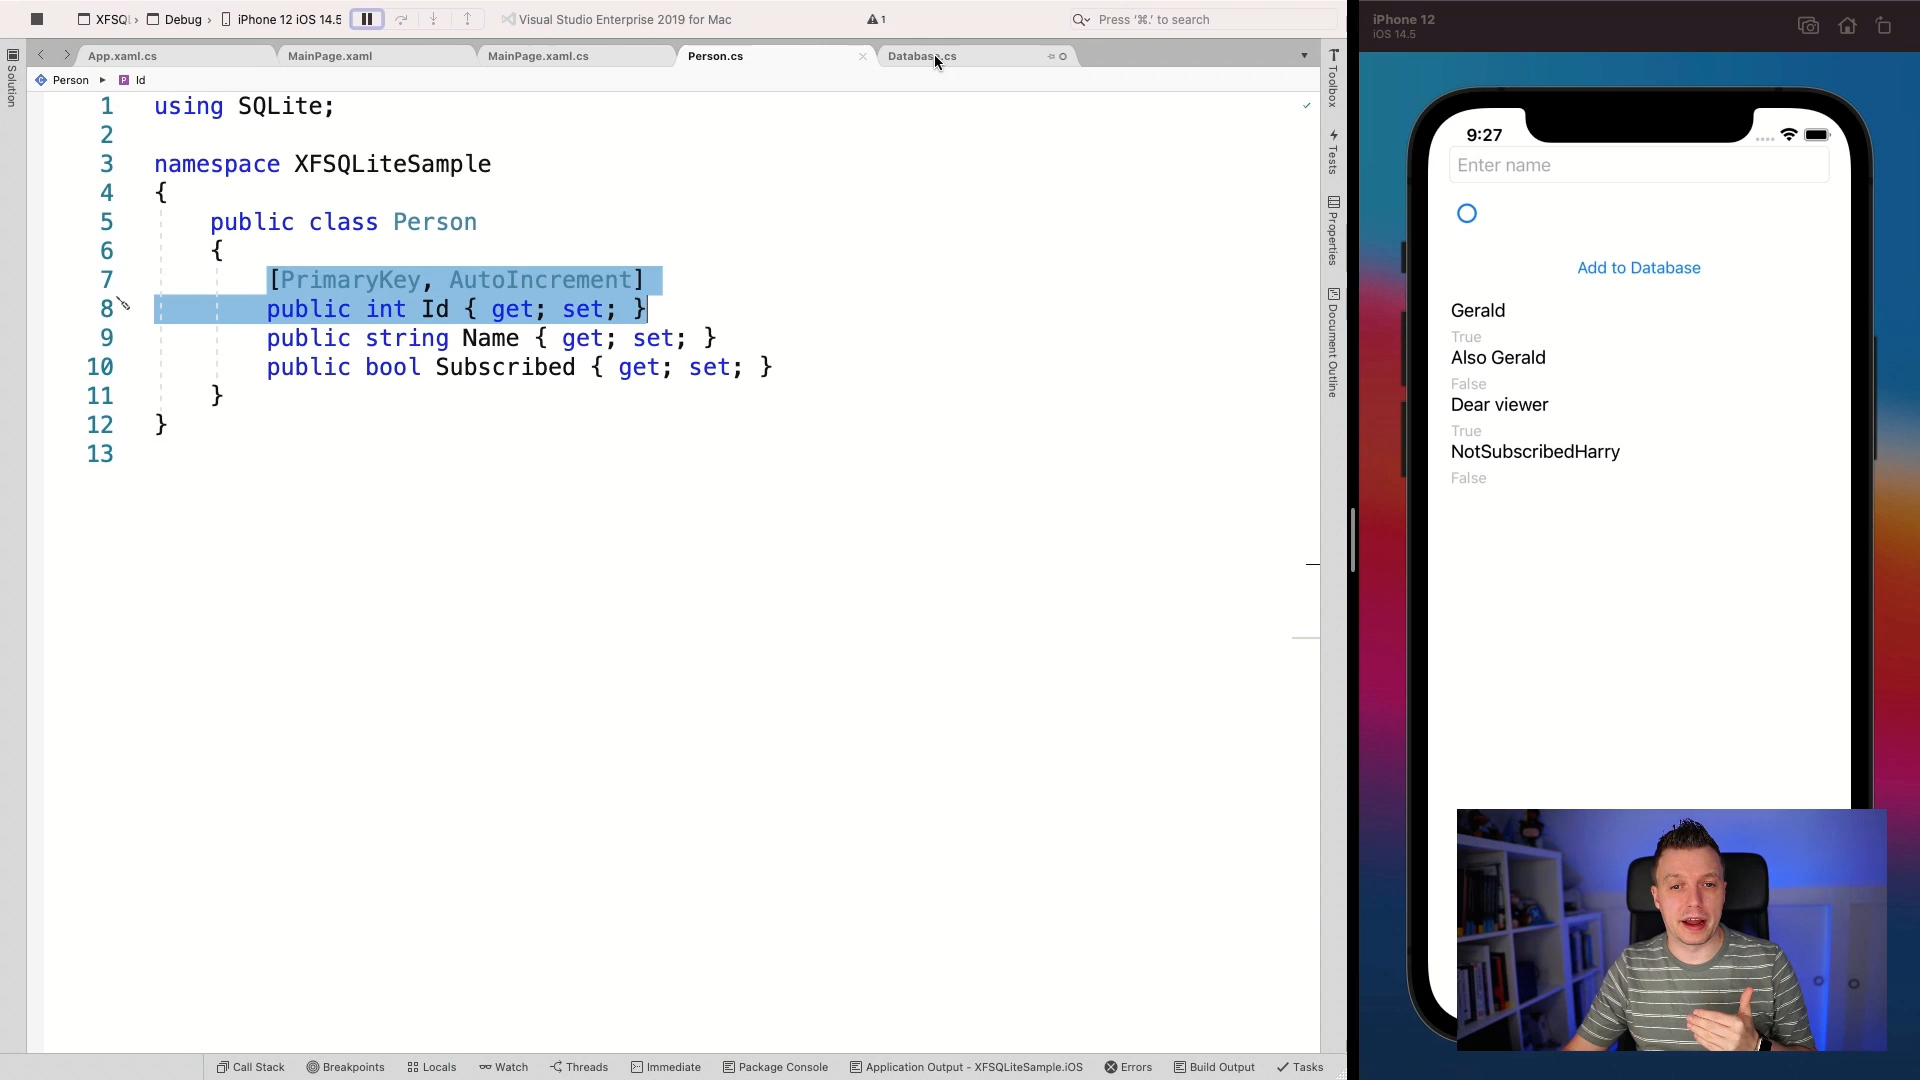 XFSQ › Debug › iPhone 12 iOS 14.5
Visual Studio Enterprise 2019 for Mac
1
Press '⌘.' to search
App.xaml.cs
MainPage.xaml
MainPage.xaml.cs
Person.cs
Database.cs
Person ▸ Id
Solution
1 using SQLite;
2
3 namespace XFSQLiteSample
4 {
5 public class Person
6 {
7 [PrimaryKey, AutoIncrement]
8 public int Id { get; set; }
9 public string Name { get; set; }
10 public bool Subscribed { get; set; }
11 }
12 }
13
Toolbox
Tests
Properties
Document Outline
Call Stack
Breakpoints
Locals
Watch
Threads
Immediate
Package Console
Application Output - XFSQLiteSample.iOS
Errors
Build Output
Tasks
iPhone 12
iOS 14.5
9:27
Enter name
Add to Database
Gerald
True
Also Gerald
False
Dear viewer
True
NotSubscribedHarry
False